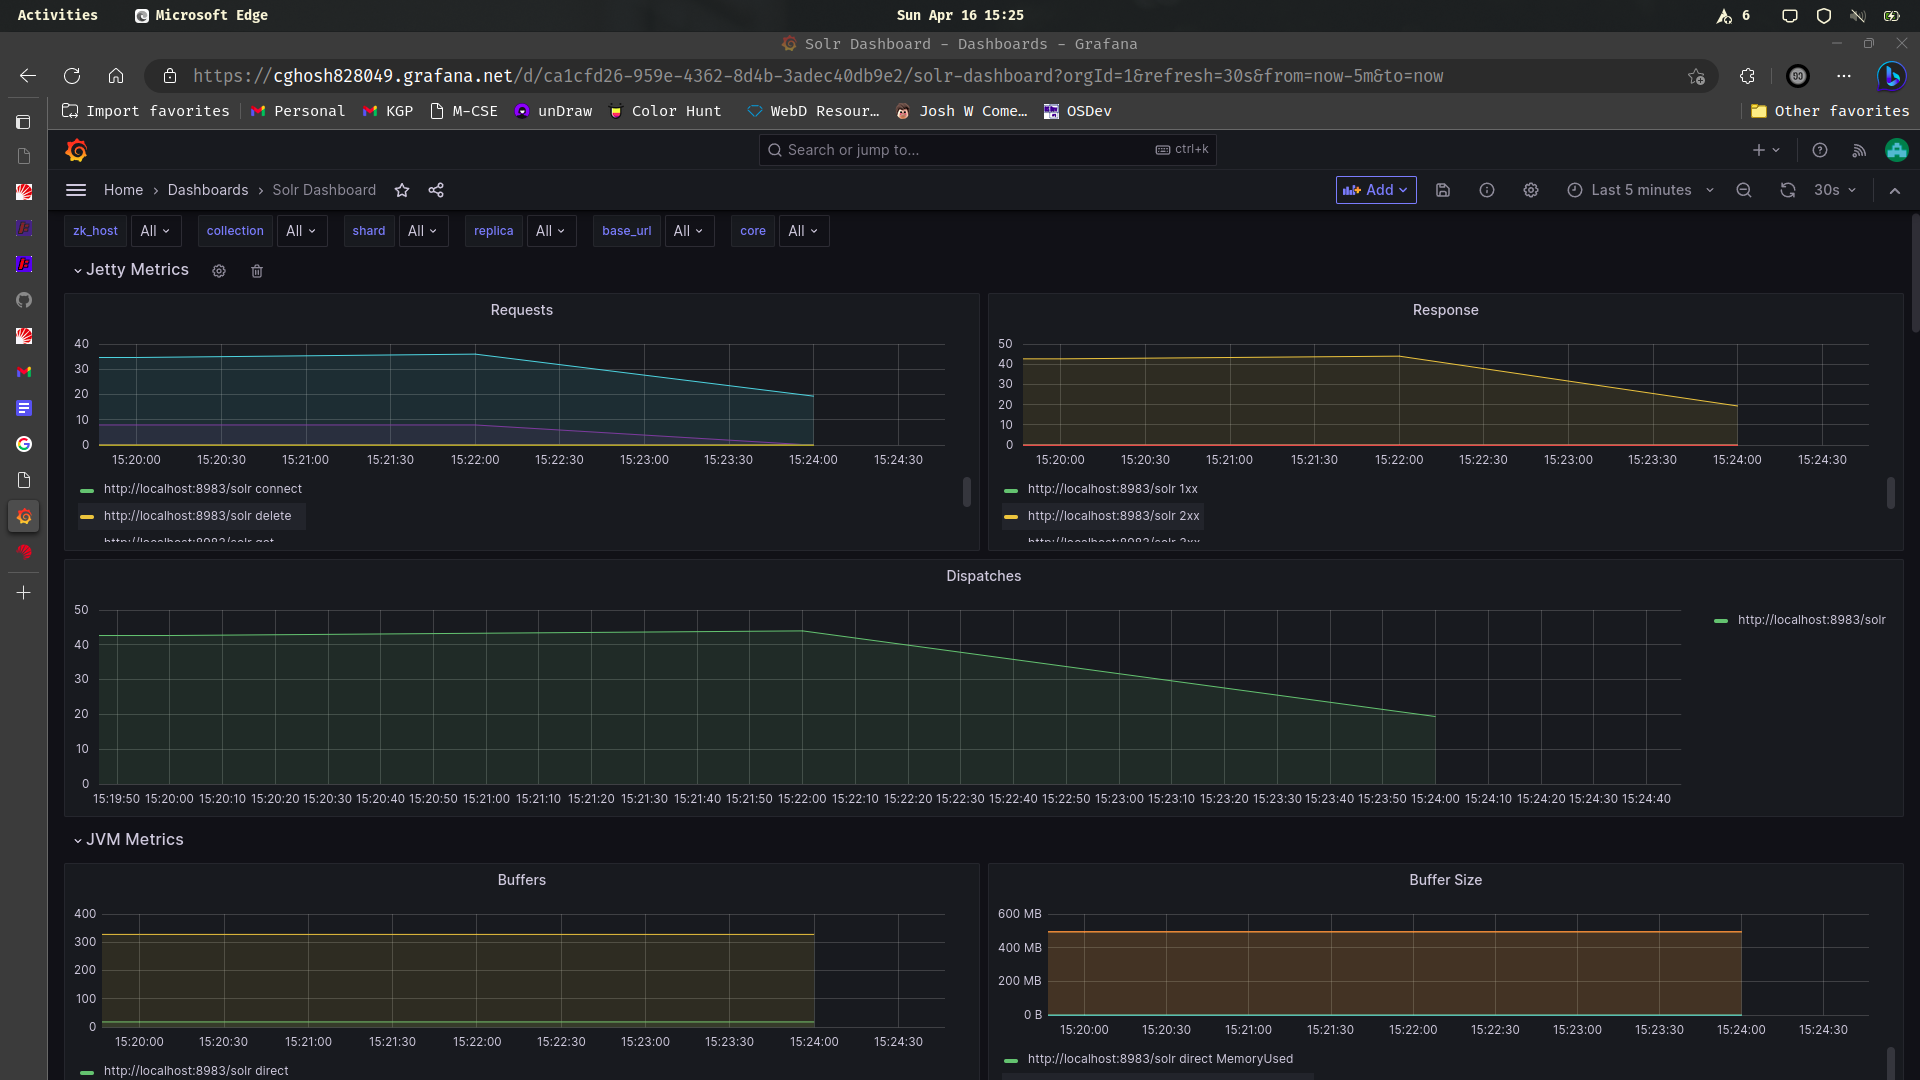 Activities Microsoft Edge Sun Apr 16 15:25 6
Solr Dashboard - Dashboards - Grafana
https://cghosh828049.grafana.net/d/ca1cfd26-959e-4362-8d4b-3adec40db9e2/solr-dashboard?orgId=1&refresh=30s&from=now-5m&to=now
Import favorites Personal KGP M-CSE unDraw Color Hunt WebD Resour… Josh W Come… OSDev Other favorites
Search or jump to... ctrl+k
Home › Dashboards › Solr Dashboard Add Last 5 minutes 30s
zk_host All collection All shard All replica All base_url All core All
Jetty Metrics
Requests
40
30
20
10
0
15:20:00 15:20:30 15:21:00 15:21:30 15:22:00 15:22:30 15:23:00 15:23:30 15:24:00 15:24:30
http://localhost:8983/solr connect
http://localhost:8983/solr delete
http://localhost:8983/solr get
Response
50
40
30
20
10
0
15:20:00 15:20:30 15:21:00 15:21:30 15:22:00 15:22:30 15:23:00 15:23:30 15:24:00 15:24:30
http://localhost:8983/solr 1xx
http://localhost:8983/solr 2xx
http://localhost:8983/solr 3xx
Dispatches
50
40
30
20
10
0
15:19:50 15:20:00 15:20:10 15:20:20 15:20:30 15:20:40 15:20:50 15:21:00 15:21:10 15:21:20 15:21:30 15:21:40 15:21:50 15:22:00 15:22:10 15:22:20 15:22:30 15:22:40 15:22:50 15:23:00 15:23:10 15:23:20 15:23:30 15:23:40 15:23:50 15:24:00 15:24:10 15:24:20 15:24:30 15:24:40
http://localhost:8983/solr
JVM Metrics
Buffers
400
300
200
100
0
15:20:00 15:20:30 15:21:00 15:21:30 15:22:00 15:22:30 15:23:00 15:23:30 15:24:00 15:24:30
http://localhost:8983/solr direct
Buffer Size
600 MB
400 MB
200 MB
0 B
15:20:00 15:20:30 15:21:00 15:21:30 15:22:00 15:22:30 15:23:00 15:23:30 15:24:00 15:24:30
http://localhost:8983/solr direct MemoryUsed